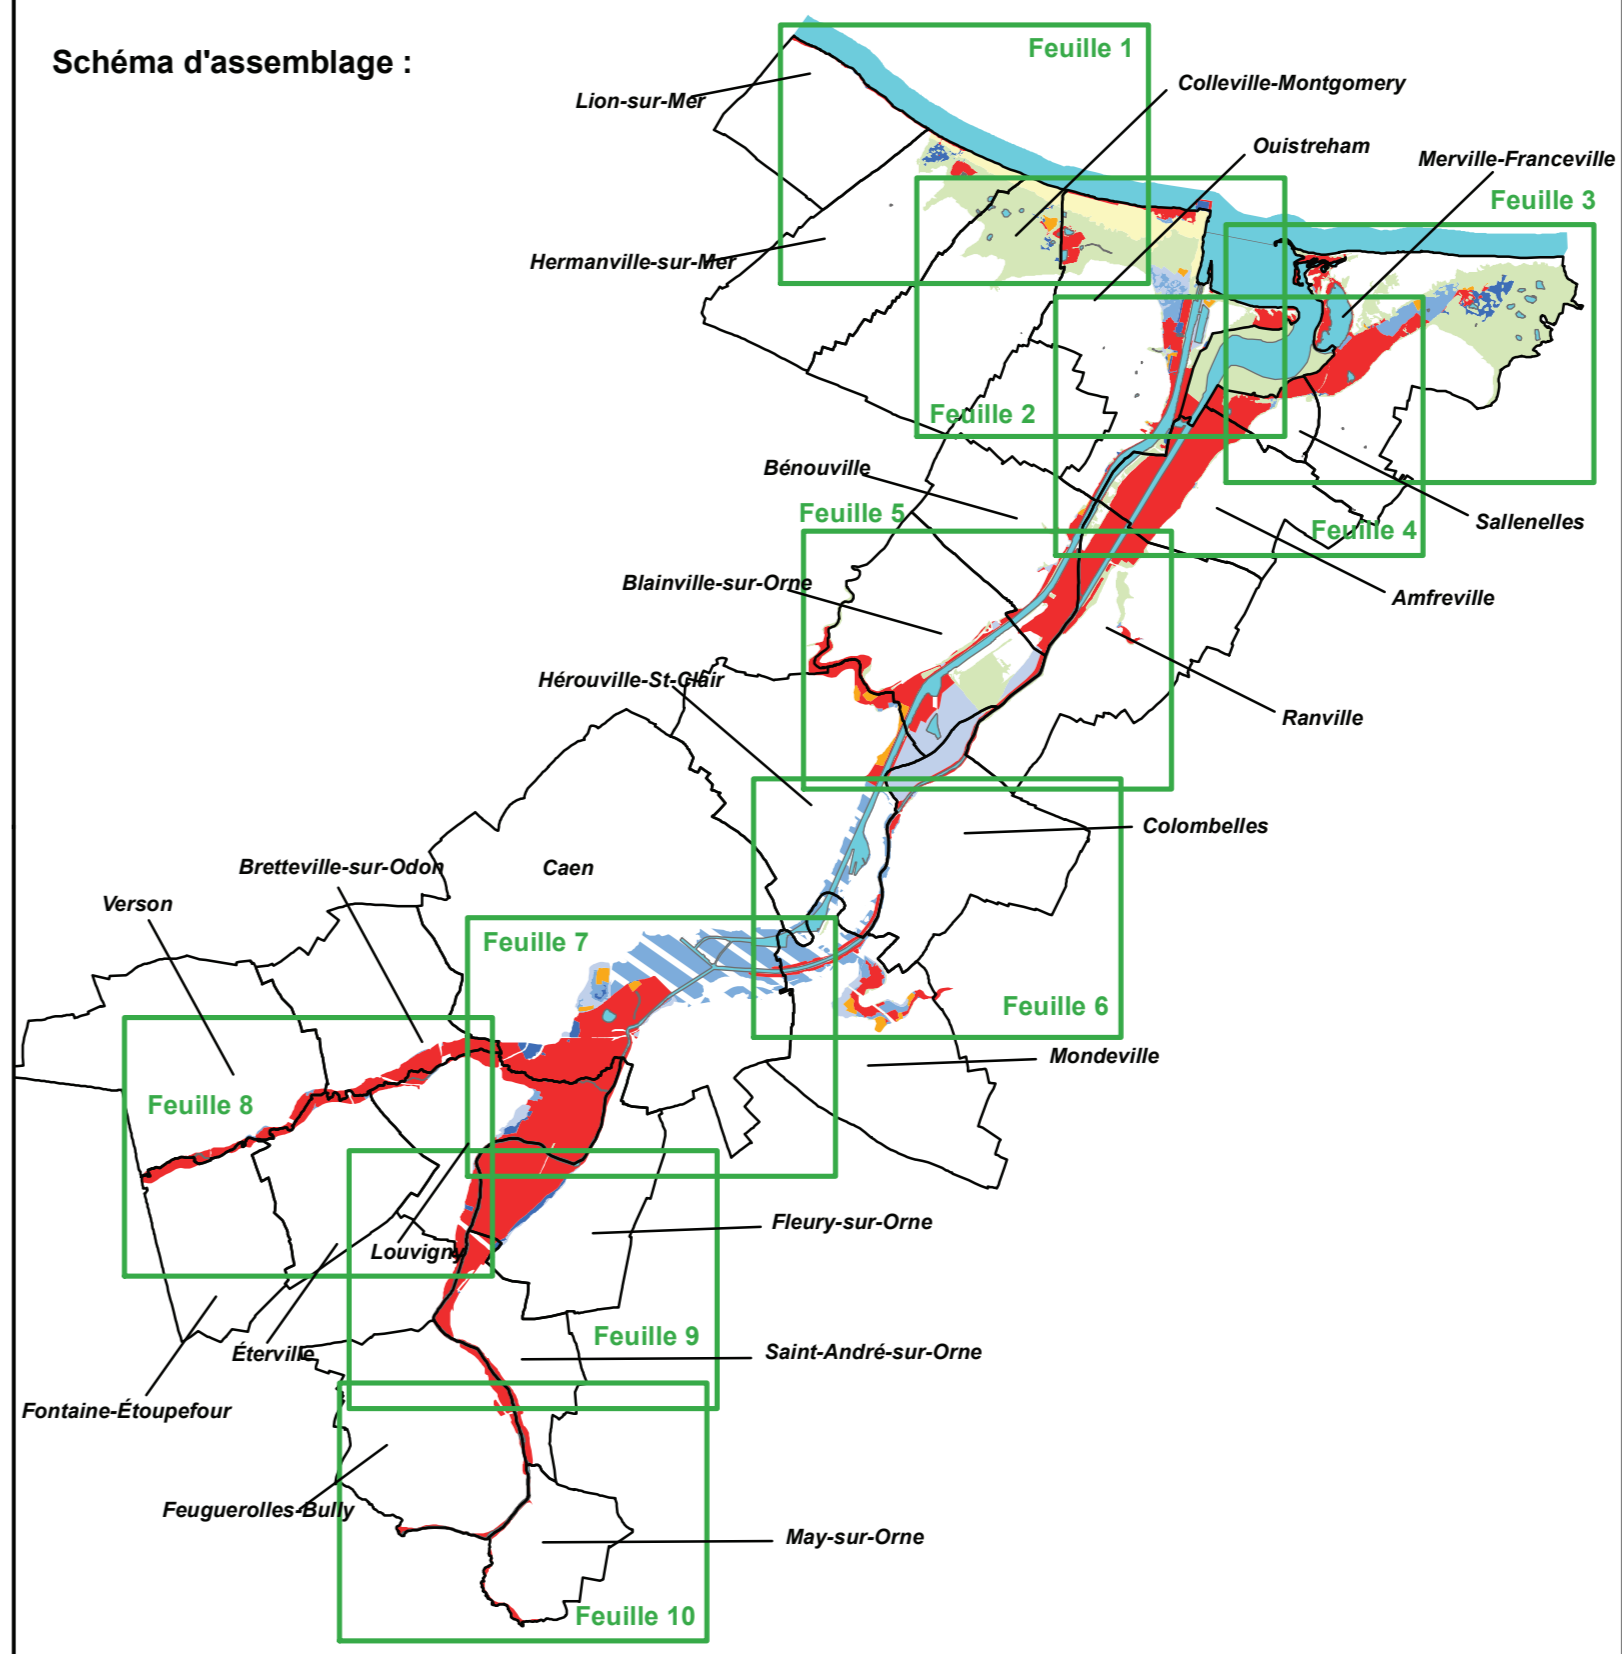 Schéma d'assemblage :
Feuille 1
Lion-sur-Mer
Colleville-Montgomery
Ouistreham
Merville-Franceville
Feuille 3
Hermanville-sur-Mer
Feuille 2
Bénouville
Feuille 5
Sallenelles
Feuille 4
Blainville-sur-Orne
Amfreville
Hérouville-St-Clair
Ranville
Colombelles
Bretteville-sur-Odon
Caen
Verson
Feuille 7
Feuille 6
Mondeville
Feuille 8
Fleury-sur-Orne
Louvigny
Feuille 9
Éterville
Saint-André-sur-Orne
Fontaine-Étoupefour
Feuguerolles-Bully
May-sur-Orne
Feuille 10